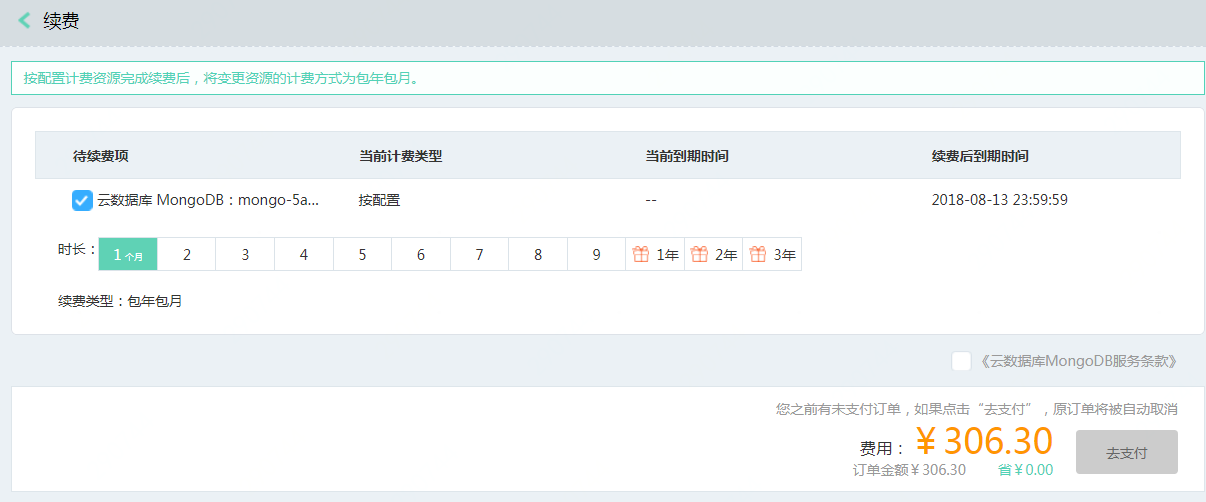 续费
按配置计费资源完成续费后，将变更资源的计费方式为包年包月。
待续费项 当前计费类型 当前到期时间 续费后到期时间
云数据库 MongoDB：mongo-5a... 按配置 -- 2018-08-13 23:59:59
时长： 1 个月 2 3 4 5 6 7 8 9 1年 2年 3年
续费类型：包年包月
《云数据库MongoDB服务条款》
您之前有未支付订单，如果点击“去支付”，原订单将被自动取消
费用： ￥306.30 去支付
订单金额￥306.30 省￥0.00